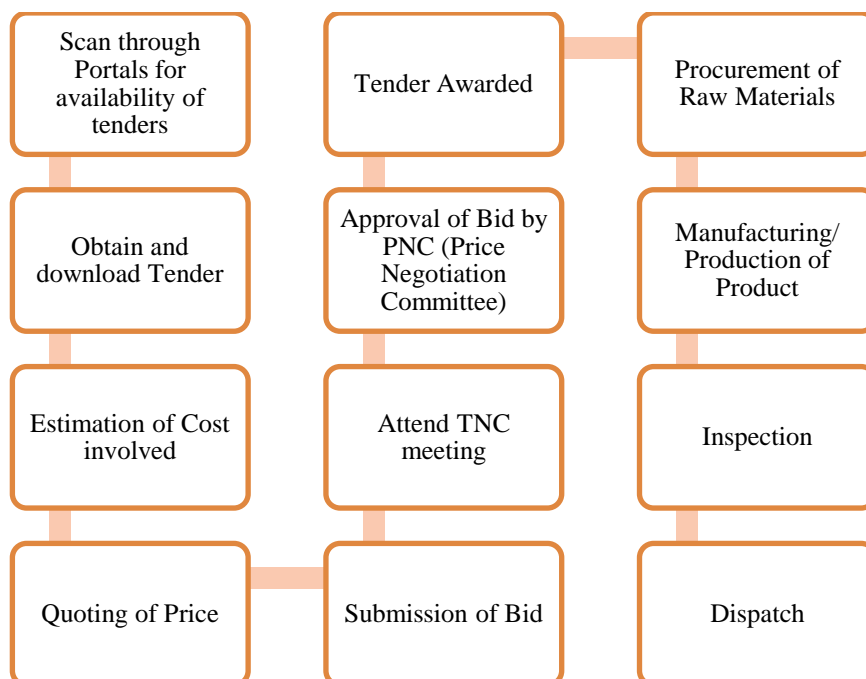 Scan through
Portals for
availability of
tenders
Obtain and
download Tender
Estimation of Cost
involved
Quoting of Price
Submission of Bid
Attend TNC
meeting
Approval of Bid by
PNC (Price
Negotiation
Committee)
Tender Awarded
Procurement of
Raw Materials
Manufacturing/
Production of
Product
Inspection
Dispatch